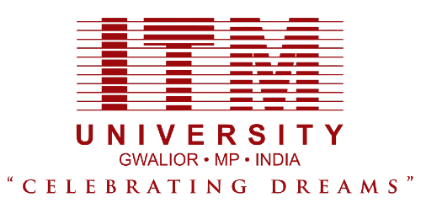 ITM
UNIVERSITY
GWALIOR • MP • INDIA
"CELEBRATING DREAMS"